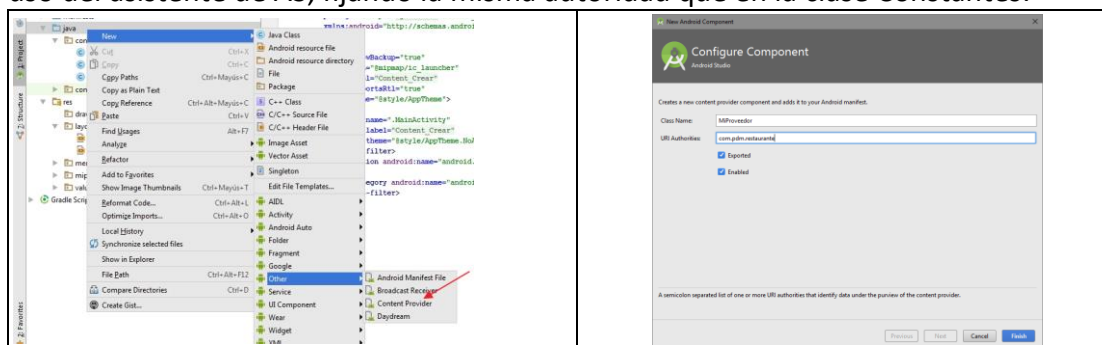 uso del asistente de AS, fijando la misma autoridad que en la clase Constantes.
java
New
Cut Ctrl+X
Copy Ctrl+C
Copy Paths Ctrl+Mayús+C
Copy as Plain Text
Copy Reference Ctrl+Alt+Mayús+C
Paste Ctrl+V
Find Usages Alt+F7
Analyze
Refactor
Add to Favorites
Show Image Thumbnails Ctrl+Mayús+T
Reformat Code... Ctrl+Alt+L
Optimize Imports... Ctrl+Alt+O
Local History
Synchronize selected files
Show in Explorer
File Path Ctrl+Alt+F12
Compare Directories Ctrl+D
Create Gist...
Java Class
Android resource file
Android resource directory
File
Package
C++ Class
C/C++ Source File
C/C++ Header File
Image Asset
Vector Asset
Singleton
Edit File Templates...
AIDL
Activity
Android Auto
Folder
Fragment
Google
Other
Service
UI Component
Wear
Widget
XML
Android Manifest File
Broadcast Receiver
Content Provider
Daydream
1: Project
Structure
2: Favorites
res
Gradle Scrip
xmlns:android="http://schemas.androi
wBackup="true"
="@mipmap/ic_launcher"
l="Content_Crear"
ortsRtl="true"
e="@style/AppTheme">
name=".MainActivity"
label="Content_Crear"
theme="@style/AppTheme.NoA
filter>
ion android:name="android.
egory android:name="androi
-filter>
New Android Component
Configure Component
Android Studio
Creates a new content provider component and adds it to your Android manifest.
Class Name: MiProveedor
URI Authorities: com.pdm.restaurants
Exported
Enabled
A semicolon separated list of one or more URI authorities that identify data under the purview of the content provider.
Previous Next Cancel Finish